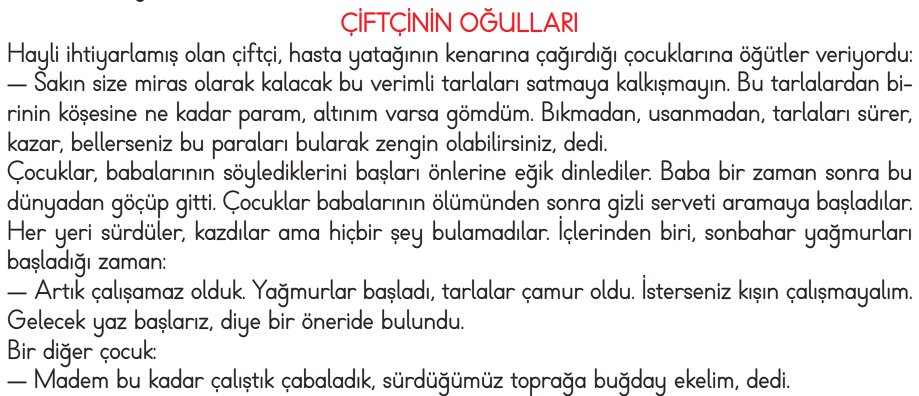 ÇİFTÇİNİN OĞULLARI
Hayli ihtiyarlamış olan çiftçi, hasta yatağının kenarına çağırdığı çocuklarına öğütler veriyordu:
— Sakın size miras olarak kalacak bu verimli tarlaları satmaya kalkışmayın. Bu tarlalardan bi-
rinin köşesine ne kadar param, altınım varsa gömdüm. Bıkmadan, usanmadan, tarlaları sürer,
kazar, bellerseniz bu paraları bularak zengin olabilirsiniz, dedi.
Çocuklar, babalarının söylediklerini başları önlerine eğik dinlediler. Baba bir zaman sonra bu
dünyadan göçüp gitti. Çocuklar babalarının ölümünden sonra gizli serveti aramaya başladılar.
Her yeri sürdüler, kazdılar ama hiçbir şey bulamadılar. İçlerinden biri, sonbahar yağmurları
başladığı zaman:
— Artık çalışamaz olduk. Yağmurlar başladı, tarlalar çamur oldu. İsterseniz kışın çalışmayalım.
Gelecek yaz başlarız, diye bir öneride bulundu.
Bir diğer çocuk:
— Madem bu kadar çalıştık çabaladık, sürdüğümüz toprağa buğday ekelim, dedi.